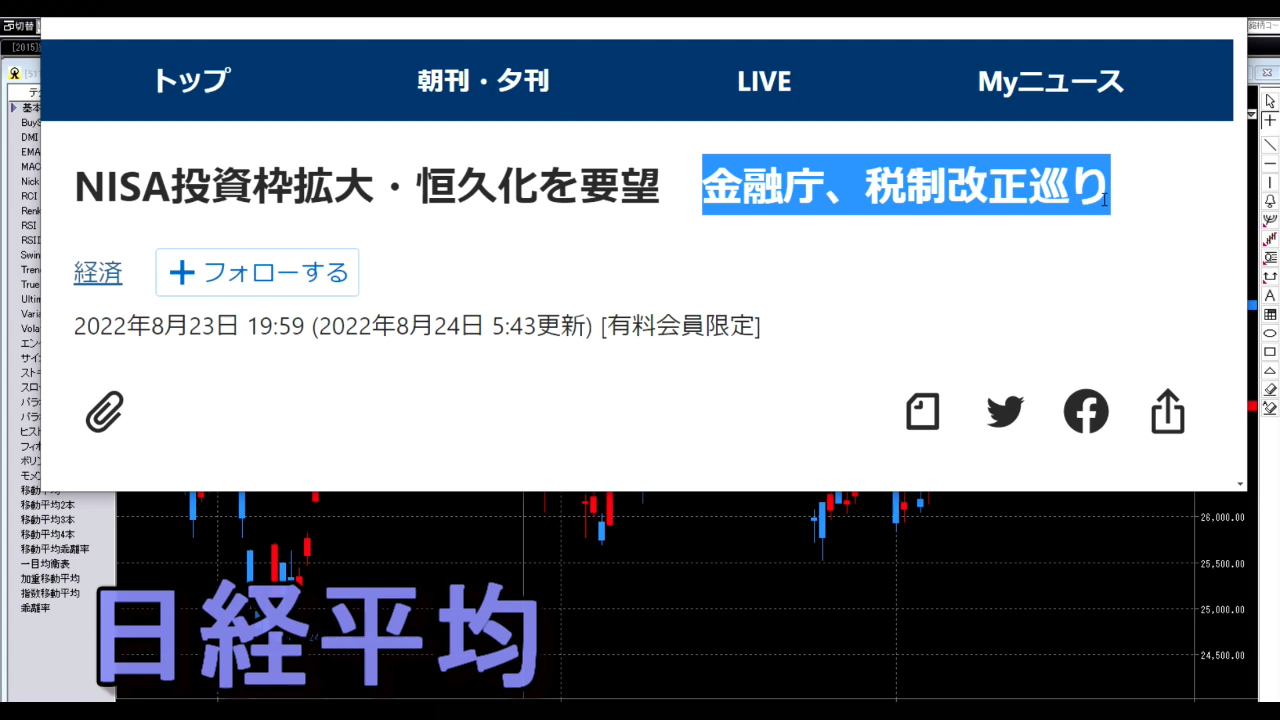 切替
[2015]
トップ 朝刊・夕刊 LIVE Myニュース
NISA投資枠拡大・恒久化を要望 金融庁、税制改正巡り
経済 フォローする
2022年8月23日 19:59 (2022年8月24日 5:43更新) [有料会員限定]
DMI
EMA
RCI
RSI
移動平均2本
移動平均3本
移動平均4本
移動平均乖離率
一目均衡表
加重移動平均
指数移動平均
乖離率
26,000.00
25,500.00
25,000.00
24,500.00
日経平均